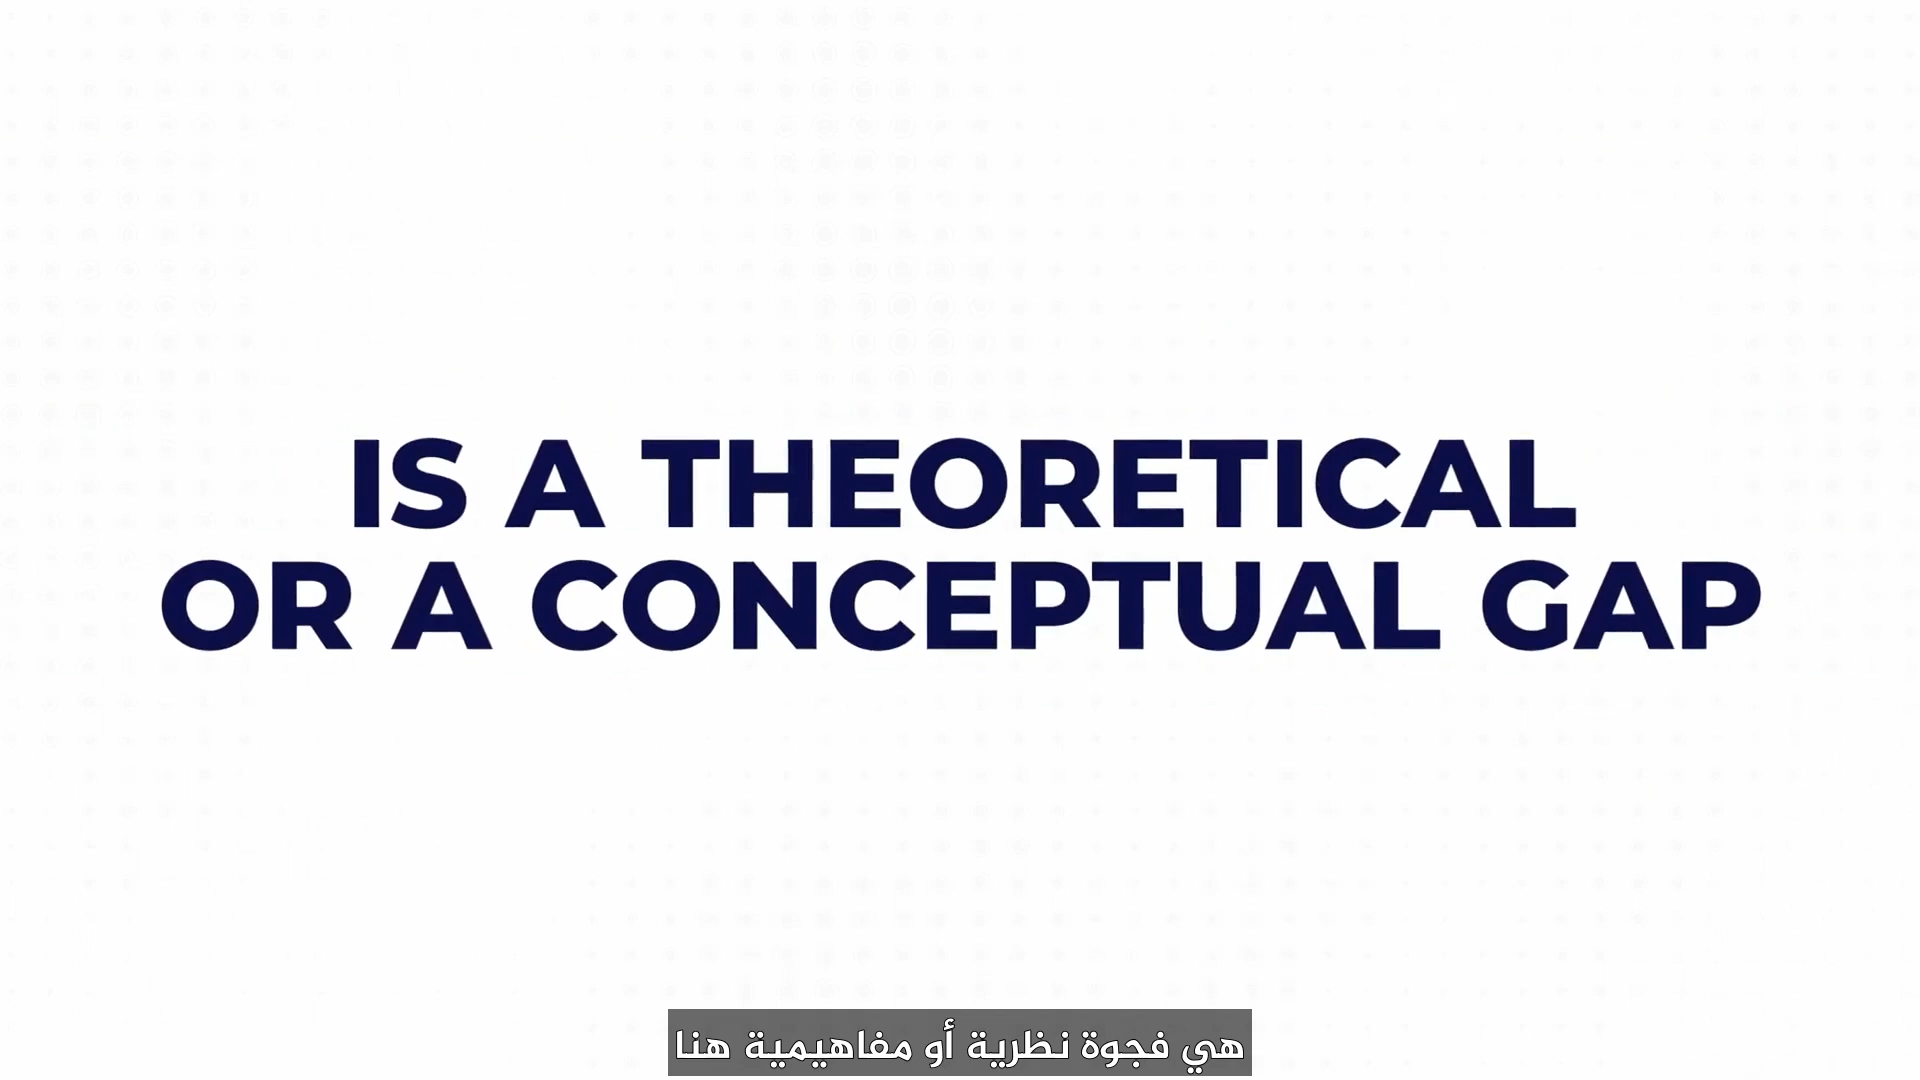 IS A THEORETICAL
OR A CONCEPTUAL GAP
هي فجوة نظرية أو مفاهيمية هنا